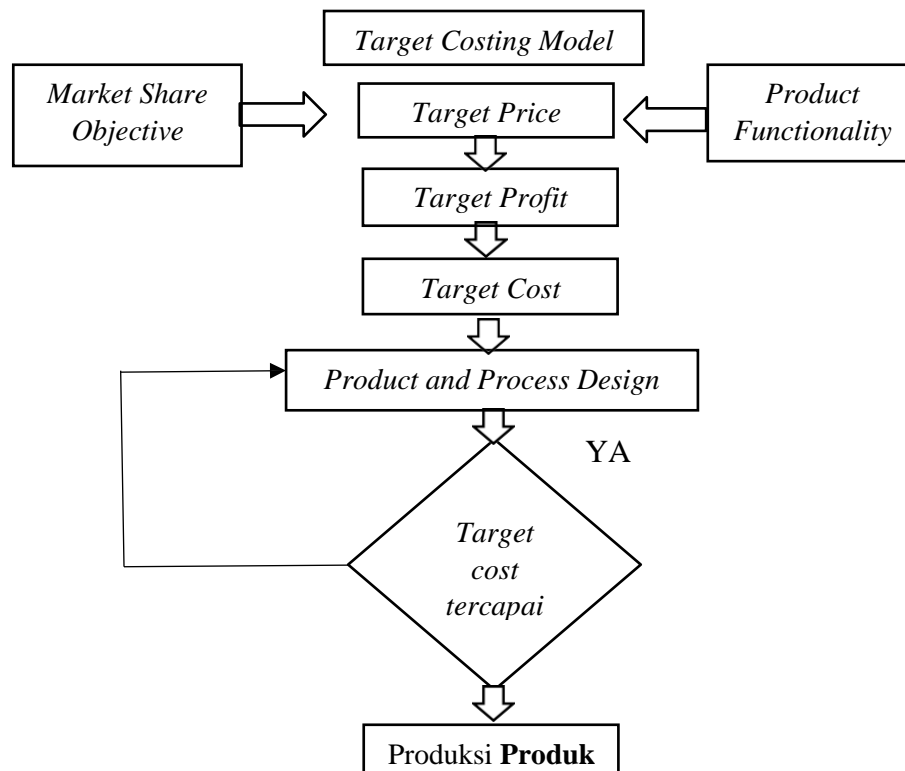 Target Costing Model
Market Share
Objective
Target Price
Product
Functionality
Target Profit
Target Cost
Product and Process Design
YA
Target
cost
tercapai
Produksi Produk